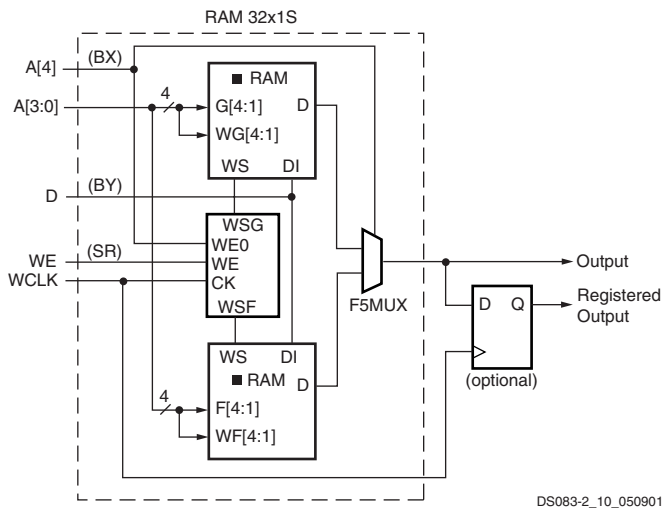 RAM 32x1S
A[4] (BX)
A[3:0] 4
RAM
G[4:1] D
WG[4:1]
WS DI
D (BY)
WSG
WE0
WE (SR) WE
WCLK CK
WSF
F5MUX
Output
D Q
Registered
Output
(optional)
WS DI
RAM D
4 F[4:1]
WF[4:1]
DS083-2_10_050901